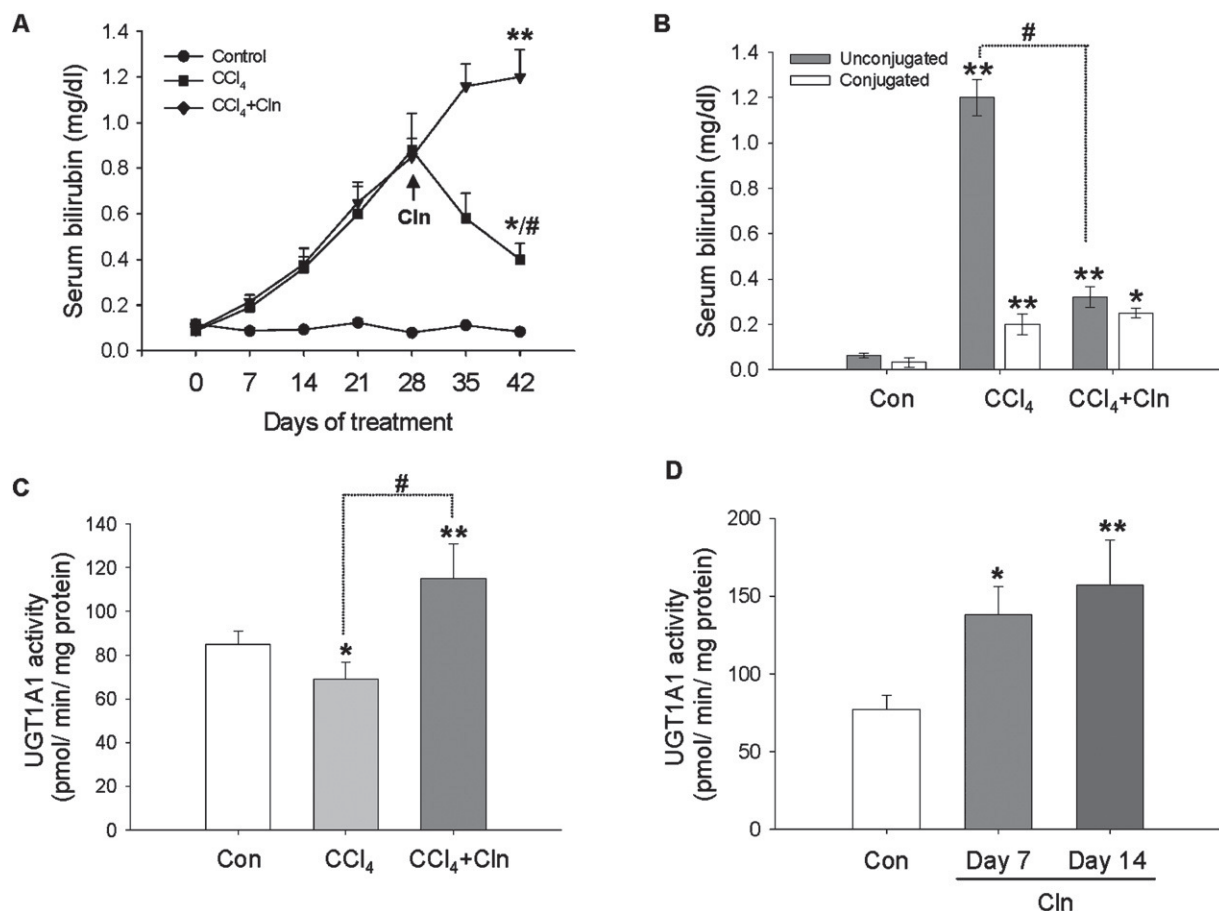 A
Serum bilirubin (mg/dl)
1.4
1.2
1.0
0.8
0.6
0.4
0.2
0.0
Control
CCl₄
CCl₄+Cln
**
Cln
*/#
0 7 14 21 28 35 42
Days of treatment
B
Serum bilirubin (mg/dl)
1.4
1.2
1.0
0.8
0.6
0.4
0.2
0.0
Unconjugated
Conjugated
#
**
**
**
*
Con CCl₄ CCl₄+Cln
C
UGT1A1 activity
(pmol/ min/ mg protein)
140
120
100
80
60
40
20
0
#
*
**
Con CCl₄ CCl₄+Cln
D
UGT1A1 activity
(pmol/ min/ mg protein)
200
150
100
50
0
*
**
Con Day 7 Day 14
Cln